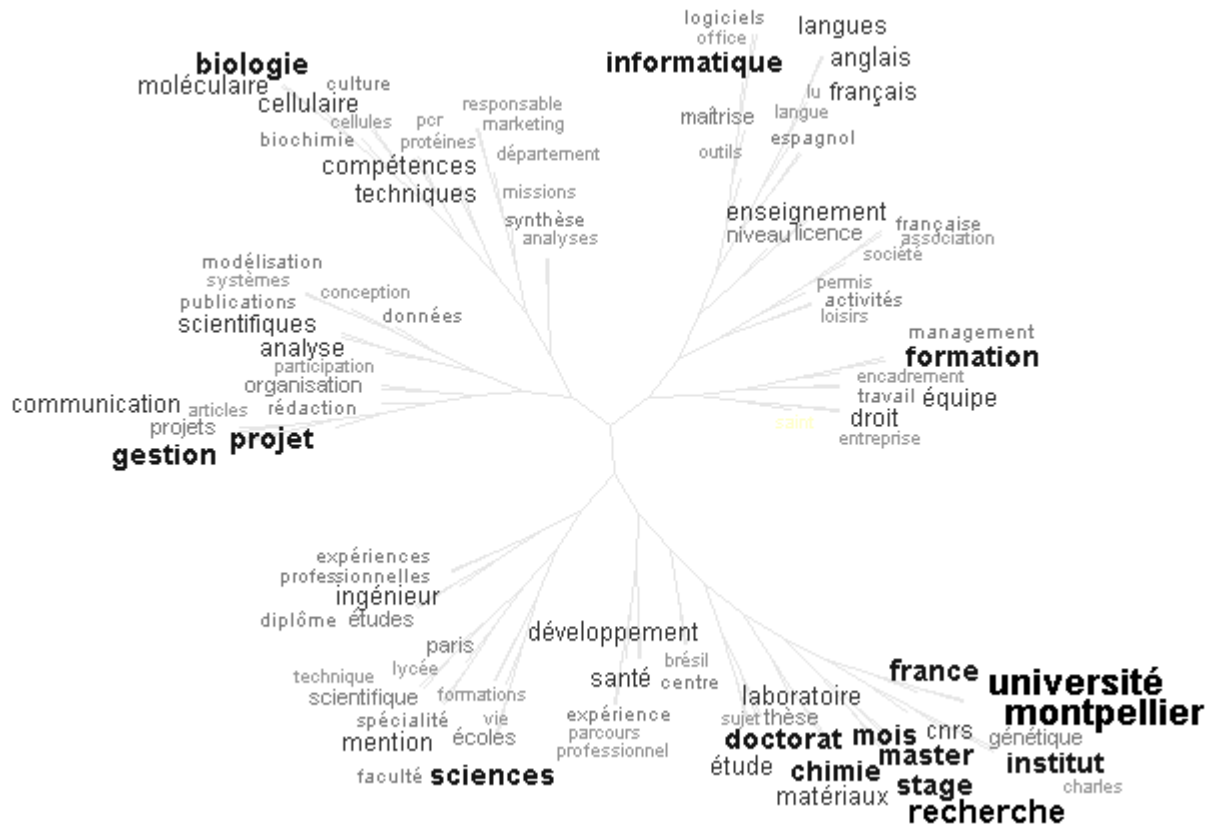 logiciels
office
langues
informatique
anglais
lu français
maîtrise
langue
outils
espagnol
biologie
moléculaire
culture
cellulaire
cellules
pcr
responsable
marketing
biochimie
protéines
département
compétences
techniques
missions
synthèse
analyses
enseignement
niveau licence
française
association
société
permis
activités
loisirs
modélisation
systèmes
conception
publications
données
scientifiques
analyse
participation
organisation
communication
articles
rédaction
projets
projet
gestion
management
formation
encadrement
travail équipe
droit
saint
entreprise
expériences
professionnelles
ingénieur
diplôme études
paris
technique
lycée
scientifique
formations
spécialité
vie
mention
écoles
faculté sciences
développement
brésil
santé
centre
expérience
parcours
professionnel
laboratoire
sujet thèse
doctorat
mois
cnrs
étude
chimie
master
matériaux
stage
recherche
france
université
montpellier
génétique
institut
charles